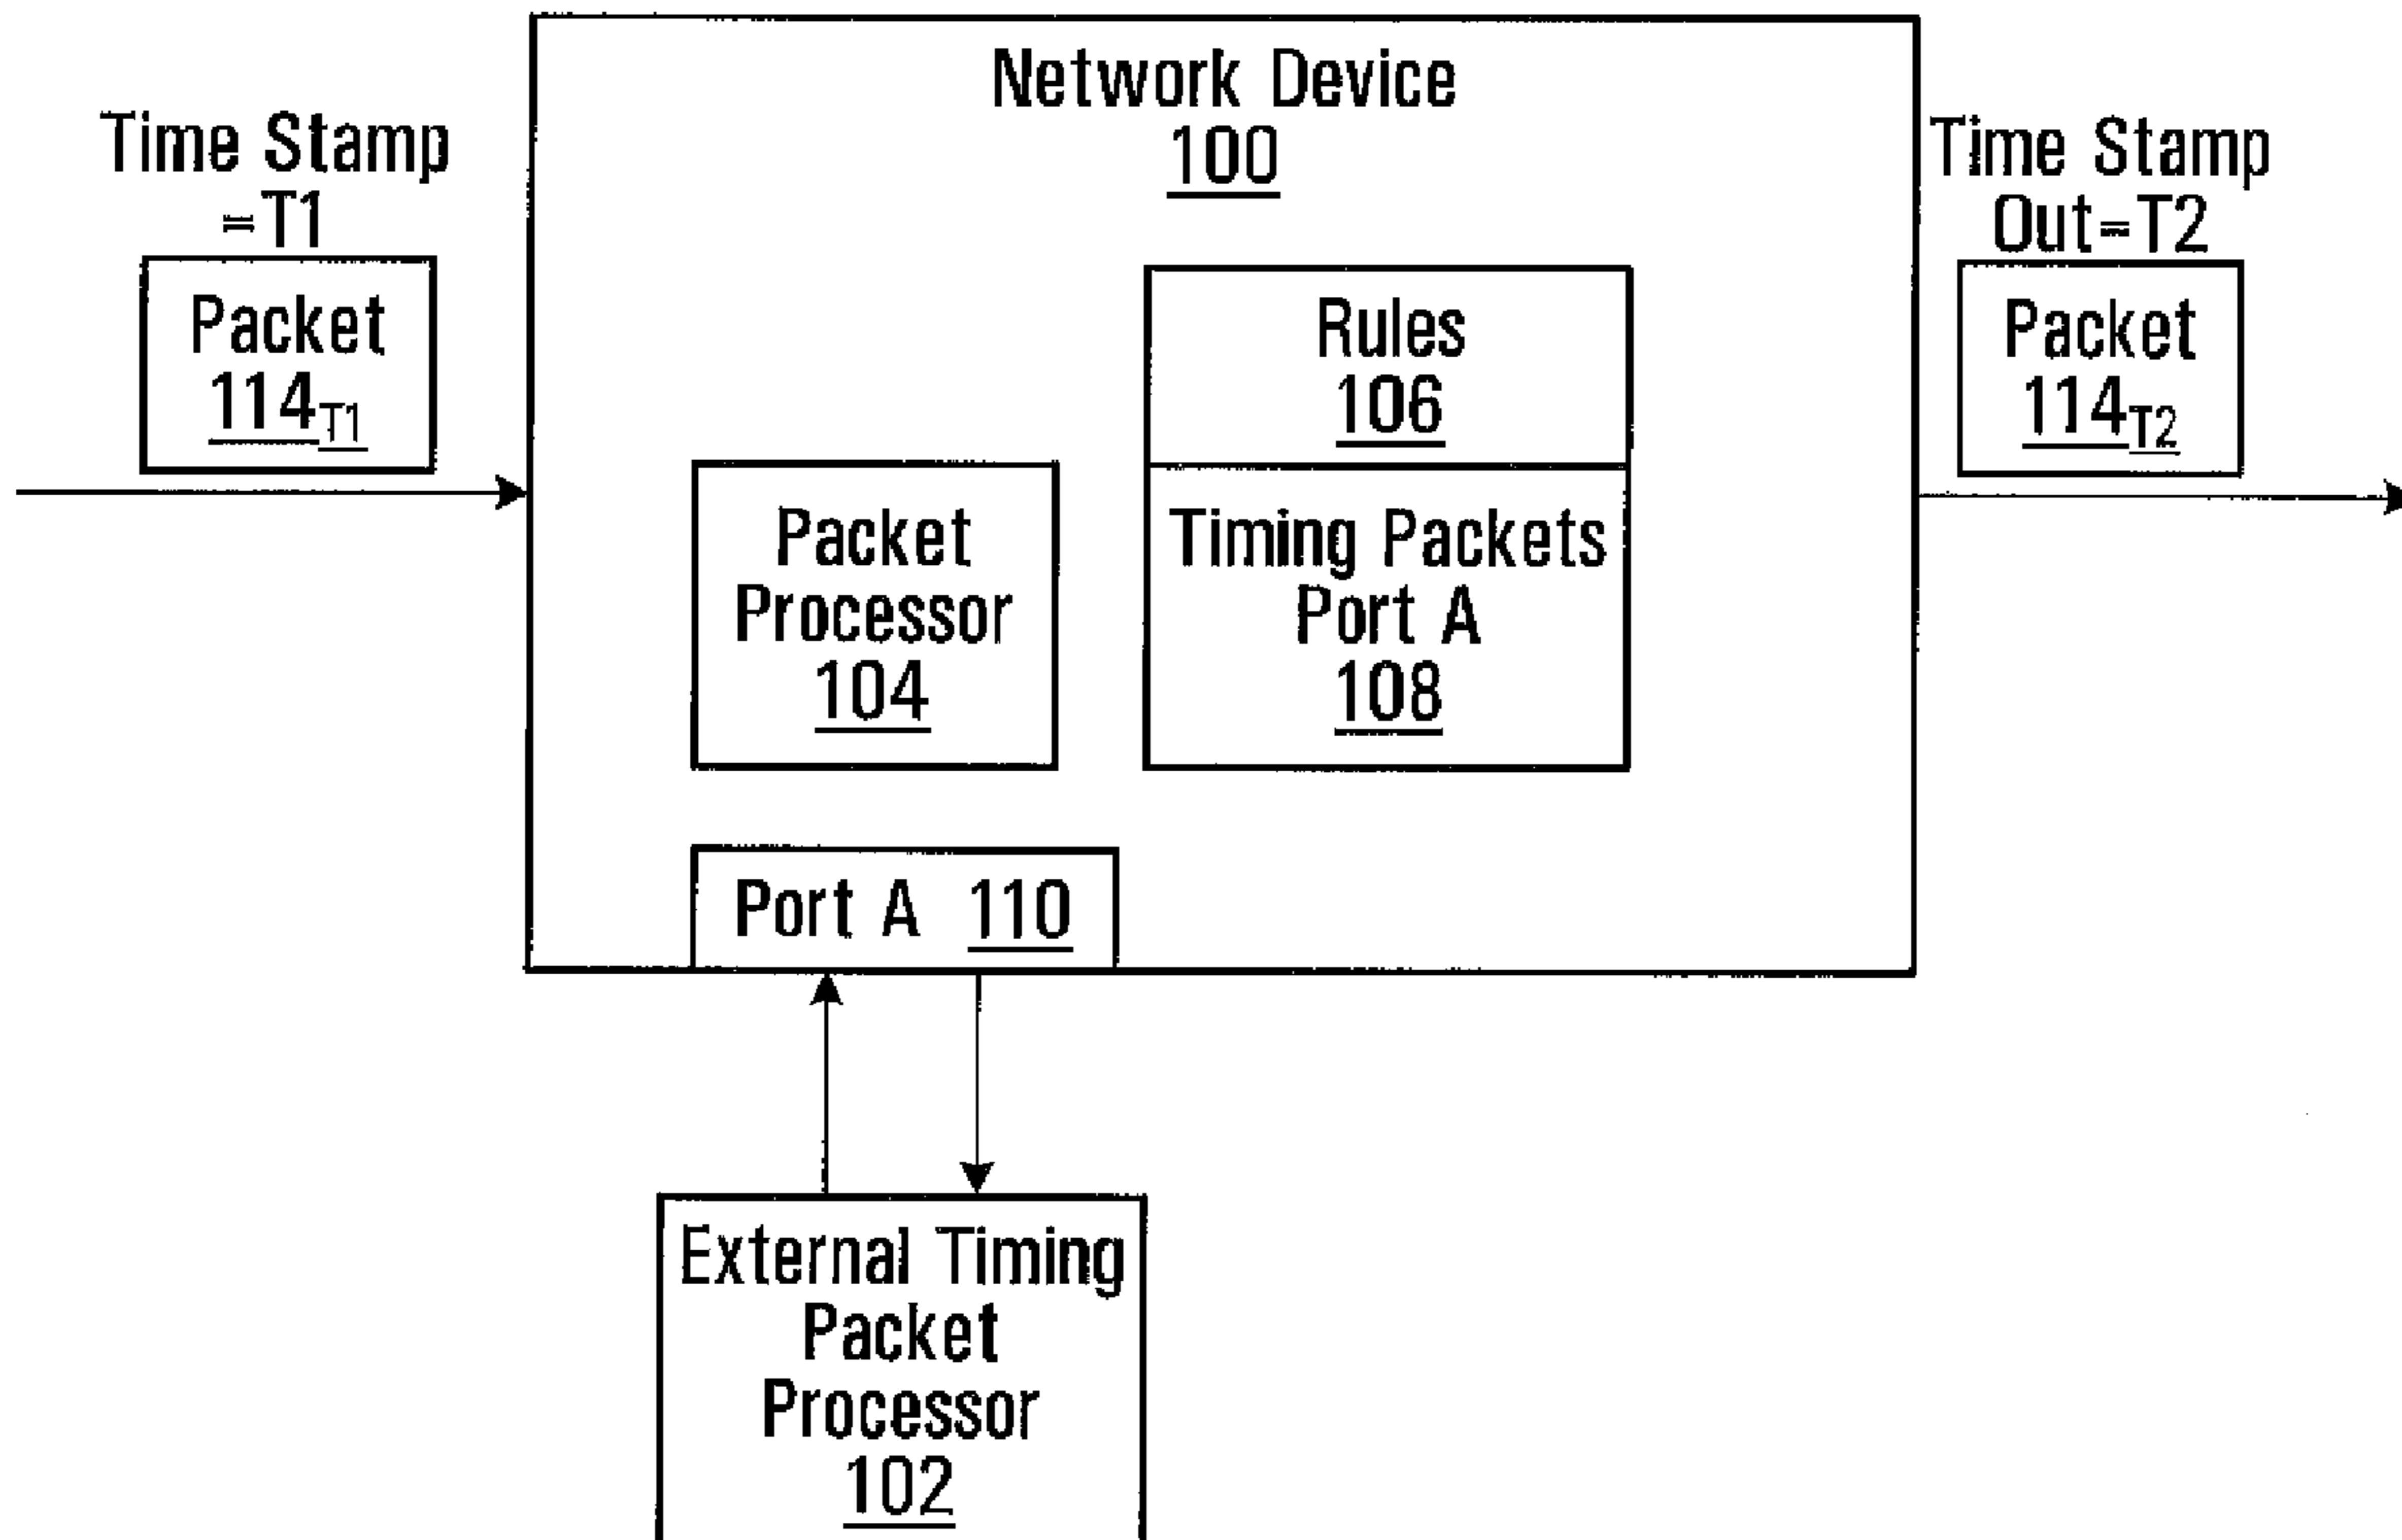 Network Device
100
Time Stamp
=T1
Packet
114T1
Time Stamp
Out=T2
Packet
114T2
Rules
106
Packet
Processor
104
Timing Packets
Port A
108
Port A 110
External Timing
Packet
Processor
102